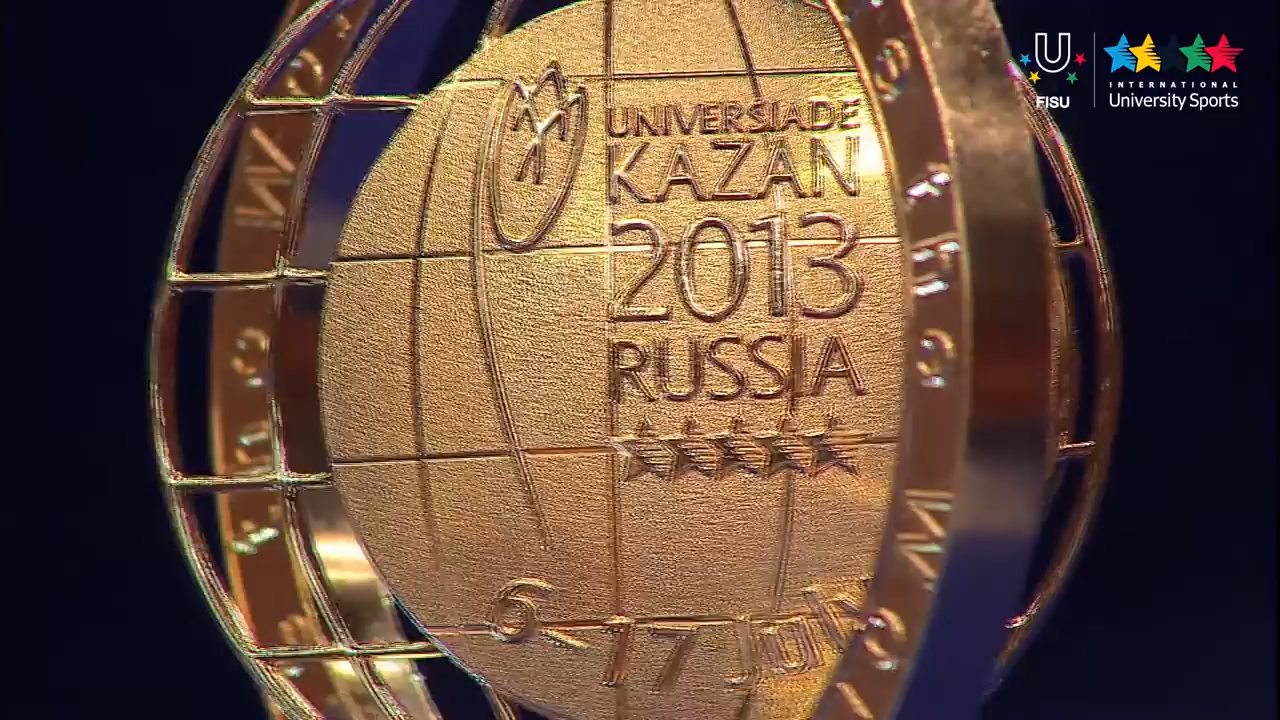 UNIVERSIADE
KAZAN
2013
RUSSIA
6-17 July
U
FISU
INTERNATIONAL
University Sports